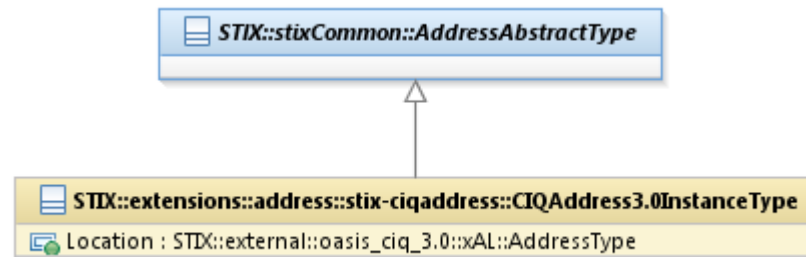 STIX::stixCommon::AddressAbstractType
STIX::extensions::address::stix-ciqaddress::CIQAddress3.0InstanceType
Location : STIX::external::oasis_ciq_3.0::xAL::AddressType